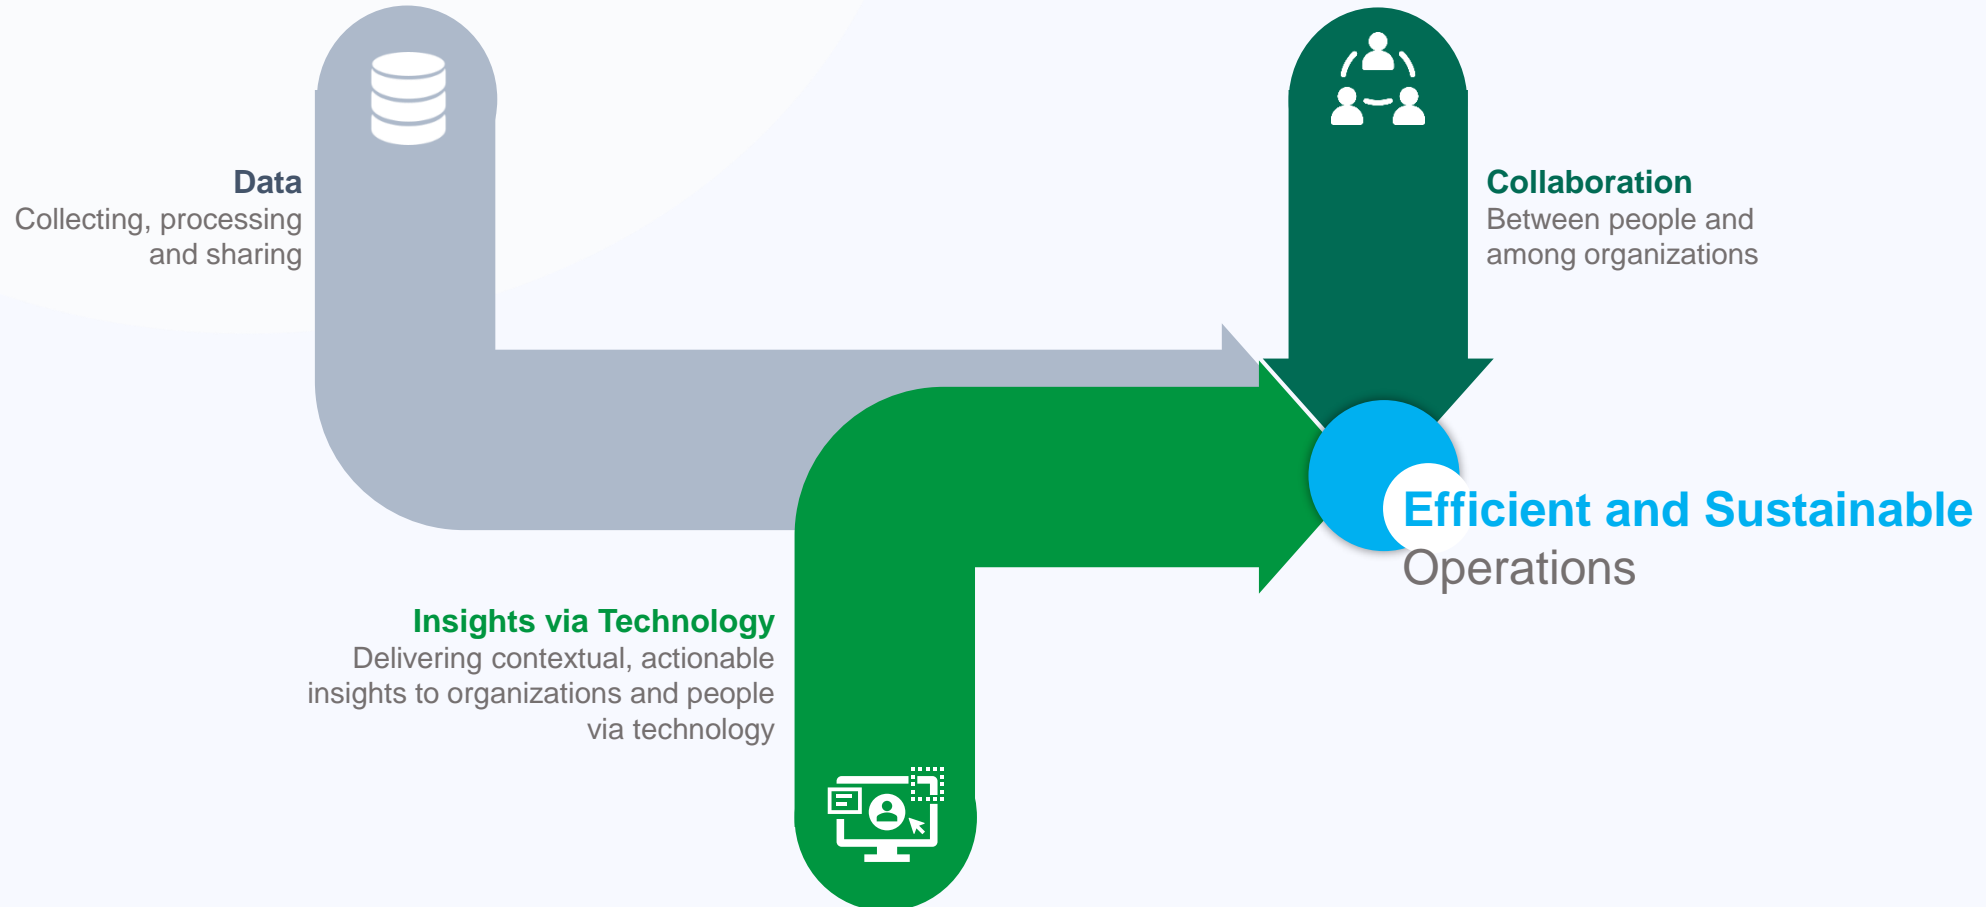 Data
Collecting, processing
and sharing
Collaboration
Between people and
among organizations
Efficient and Sustainable
Operations
Insights via Technology
Delivering contextual, actionable
insights to organizations and people
via technology